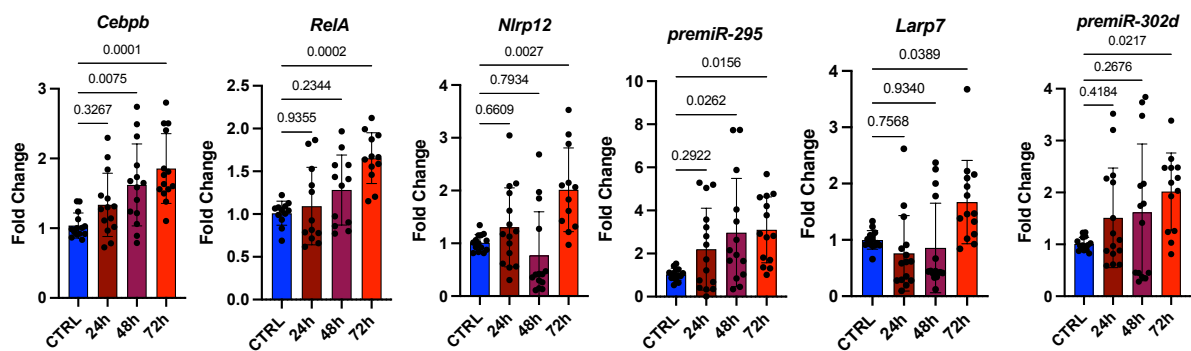 Cebpb
0.0001
0.0075
0.3267
Fold Change
3
2
1
0
CTRL
24h
48h
72h
RelA
0.0002
0.2344
0.9355
Fold Change
2.5
2.0
1.5
1.0
0.5
0.0
CTRL
24h
48h
72h
Nlrp12
0.0027
0.7934
0.6609
Fold Change
4
3
2
1
0
CTRL
24h
48h
72h
premiR-295
0.0156
0.0262
0.2922
Fold Change
10
8
6
4
2
0
CTRL
24h
48h
72h
Larp7
0.0389
0.9340
0.7568
Fold Change
4
3
2
1
0
CTRL
24h
48h
72h
premiR-302d
0.0217
0.2676
0.4184
Fold Change
4
3
2
1
0
CTRL
24h
48h
72h